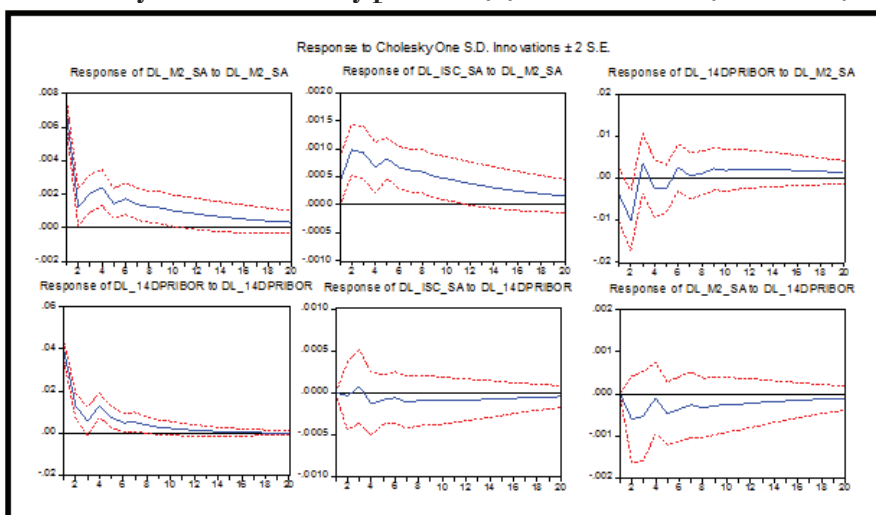 Response to Cholesky One S.D. Innovations ± 2 S.E.
Response of DL_M2_SA to DL_M2_SA
.008
.006
.004
.002
.000
-.002
2 4 6 8 10 12 14 16 18 20
Response of DL_ISC_SA to DL_M2_SA
.0020
.0015
.0010
.0005
.0000
-.0005
-.0010
2 4 6 8 10 12 14 16 18 20
Response of DL_14DPRIBOR to DL_M2_SA
.02
.01
.00
-.01
-.02
2 4 6 8 10 12 14 16 18 20
Response of DL_14DPRIBOR to DL_14DPRIBOR
.06
.04
.02
.00
-.02
2 4 6 8 10 12 14 16 18 20
Response of DL_ISC_SA to DL_14DPRIBOR
.0010
.0005
.0000
-.0005
-.0010
2 4 6 8 10 12 14 16 18 20
Response of DL_M2_SA to DL_14DPRIBOR
.002
.001
.000
-.001
-.002
2 4 6 8 10 12 14 16 18 20